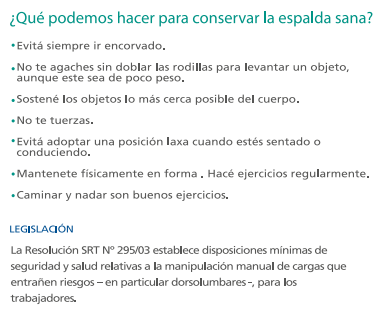 ¿Qué podemos hacer para conservar la espalda sana?
•Evitá siempre ir encorvado.
•No te agaches sin doblar las rodillas para levantar un objeto,
aunque este sea de poco peso.
•Sostené los objetos lo más cerca posible del cuerpo.
•No te tuerzas.
•Evitá adoptar una posición laxa cuando estés sentado o
conduciendo.
•Mantenete físicamente en forma . Hacé ejercicios regularmente.
•Caminar y nadar son buenos ejercicios.
LEGISLACIÓN
La Resolución SRT Nº 295/03 establece disposiciones mínimas de
seguridad y salud relativas a la manipulación manual de cargas que
entrañen riesgos – en particular dorsolumbares -, para los
trabajadores.